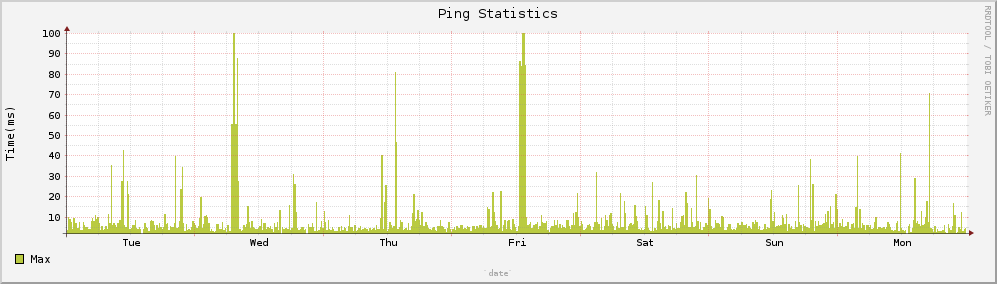 Ping Statistics
RRDTOOL / TOBI OETIKER
Time(ms)
100
90
80
70
60
50
40
30
20
10
Tue Wed Thu Fri Sat Sun Mon
Max
`date`